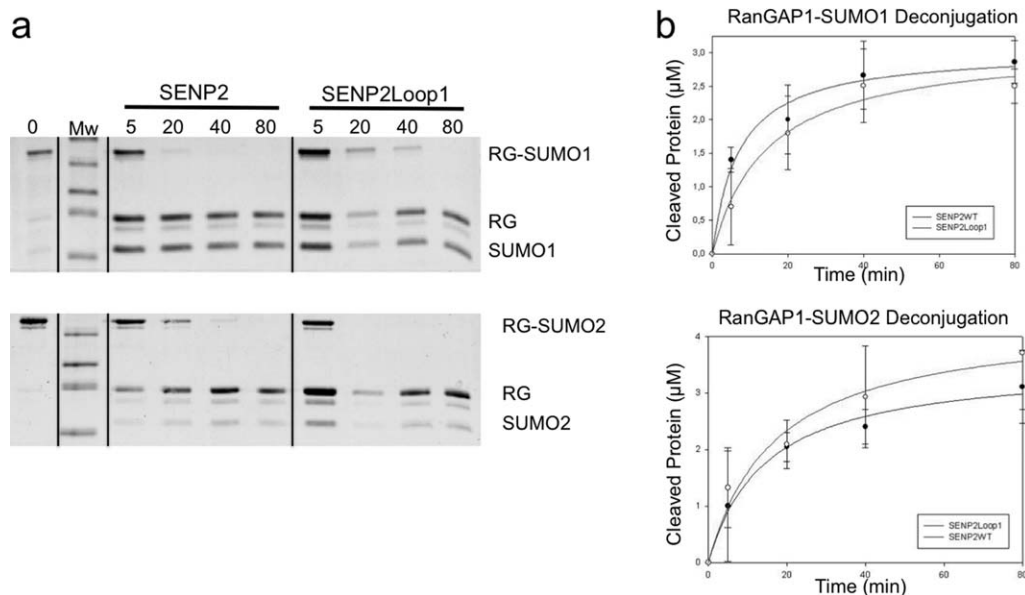 a
SENP2 SENP2Loop1
0 Mw 5 20 40 80 5 20 40 80
RG-SUMO1
RG
SUMO1
RG-SUMO2
RG
SUMO2
b
RanGAP1-SUMO1 Deconjugation
Cleaved Protein (µM)
3,0
2,5
2,0
1,5
1,0
0,5
0,0
SENP2WT
SENP2Loop1
0 20 40 60 80
Time (min)
RanGAP1-SUMO2 Deconjugation
Cleaved Protein (µM)
4
3
2
1
0
SENP2Loop1
SENP2WT
0 20 40 60 80
Time (min)